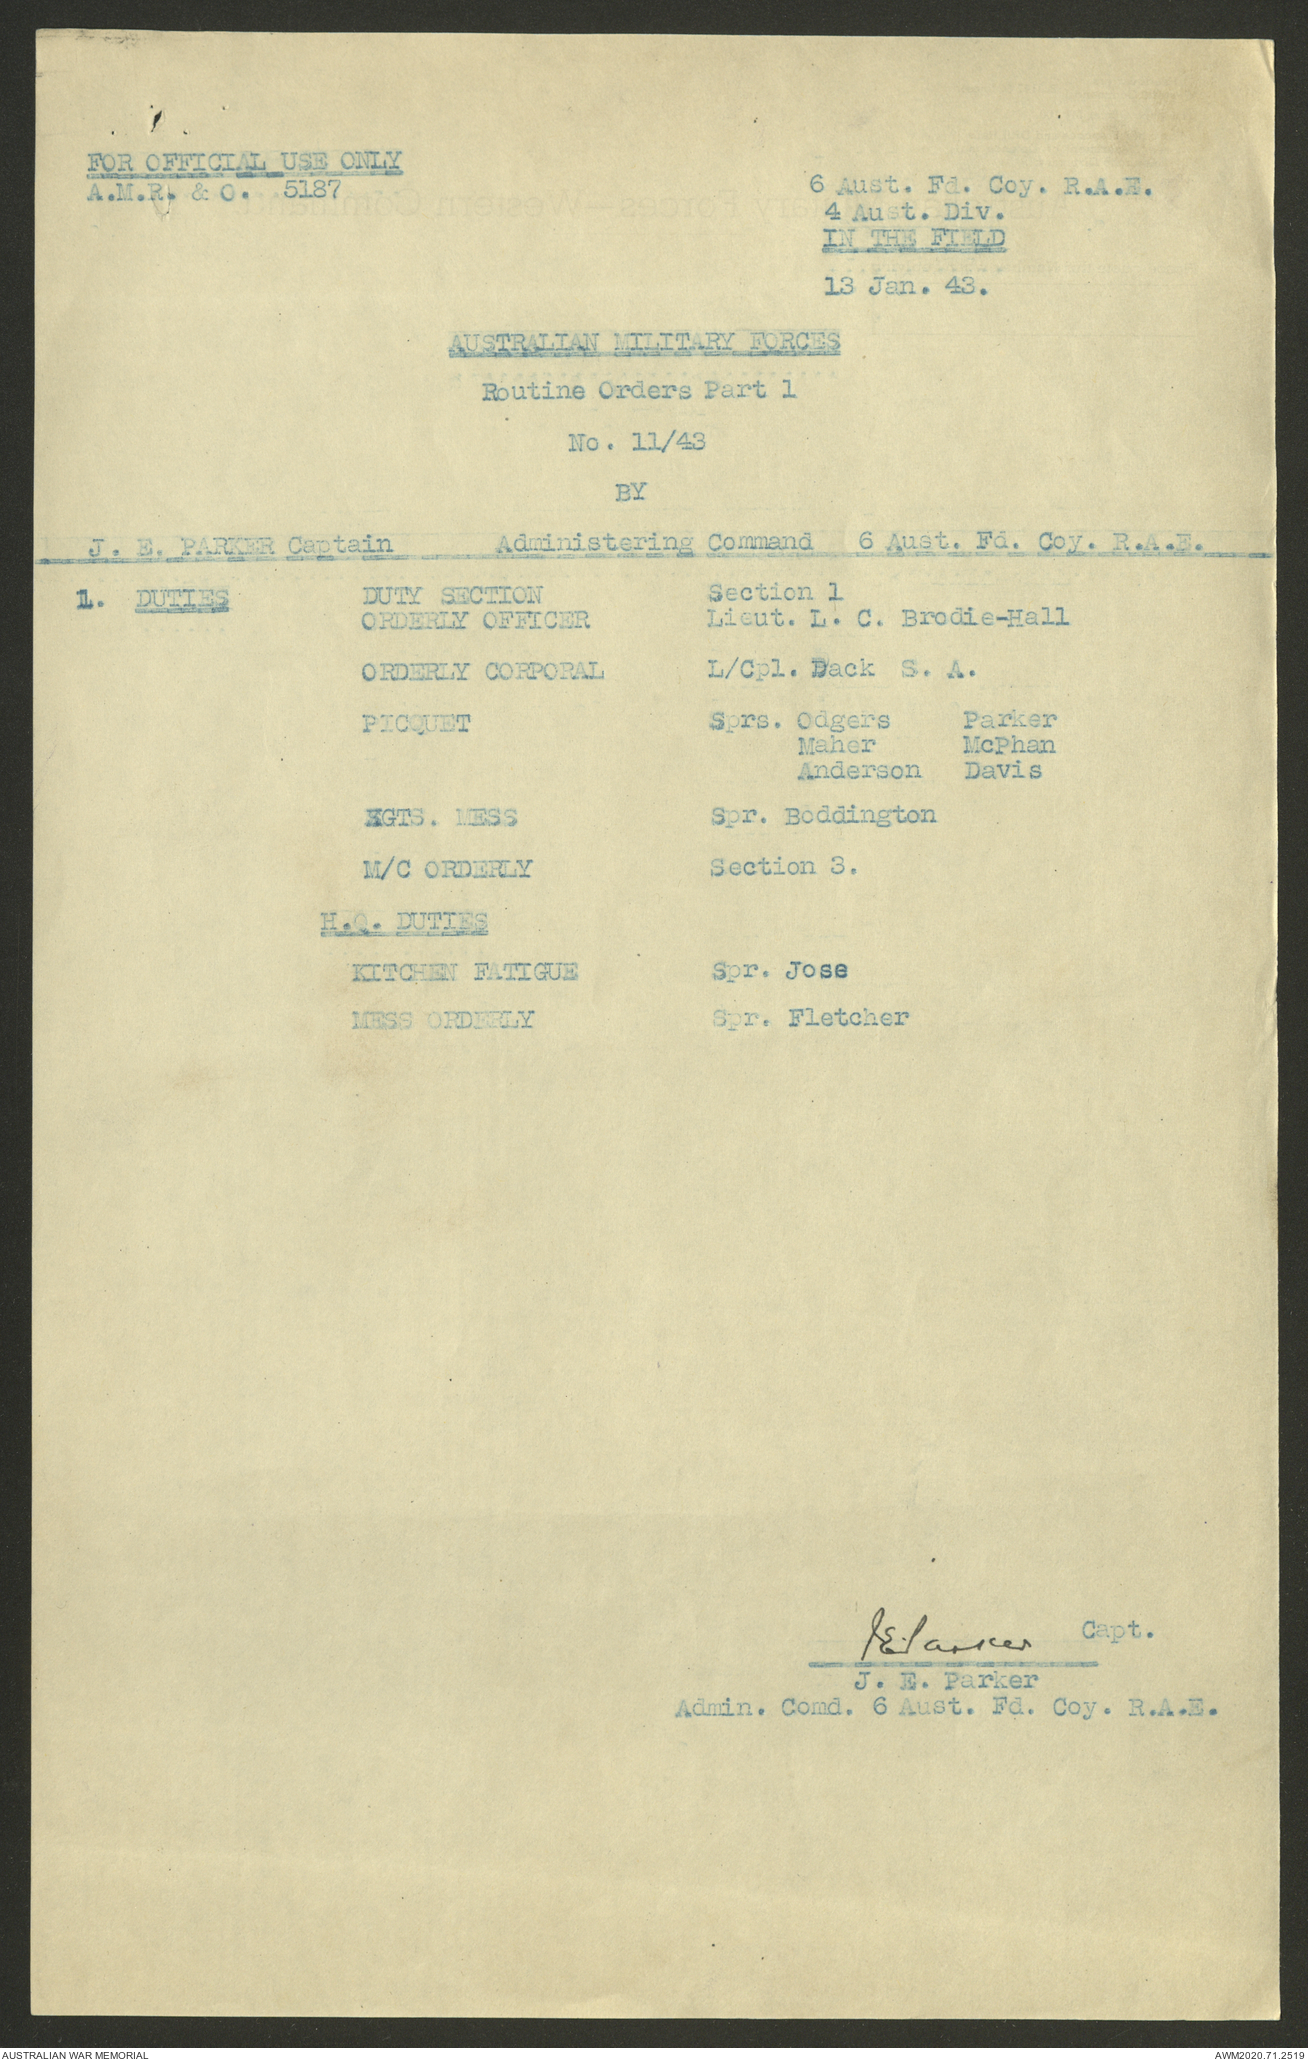 FOR OFFICIAL USE ONLY
A.M.R. & O. 5187
6 Aust. Fd. Coy. R.A.E.
4 Aust. Div.
IN THE FIELD
13 Jan. 43.
AUSTRALIAN MILITARY FORCES
Routine Orders Part 1
No. 11/43
BY
J. E. PARKER Captain Administering Command 6 Aust. Fd. Coy. R.A.E.
1. DUTIES DUTY SECTION Section 1
ORDERLY OFFICER Lieut. L. C. Brodie-Hall
ORDERLY CORPORAL L/Cpl. Dack S. A.
PICQUET Sprs. Odgers Parker
Maher McPhan
Anderson Davis
SGTS. MESS Spr. Boddington
M/C ORDERLY Section 3.
H.Q. DUTIES
KITCHEN FATIGUE Spr. Jose
MESS ORDERLY Spr. Fletcher
J E Parker Capt.
J. E. Parker
Admin. Comd. 6 Aust. Fd. Coy. R.A.E.
AUSTRALIAN WAR MEMORIAL AWM2020.71.2519